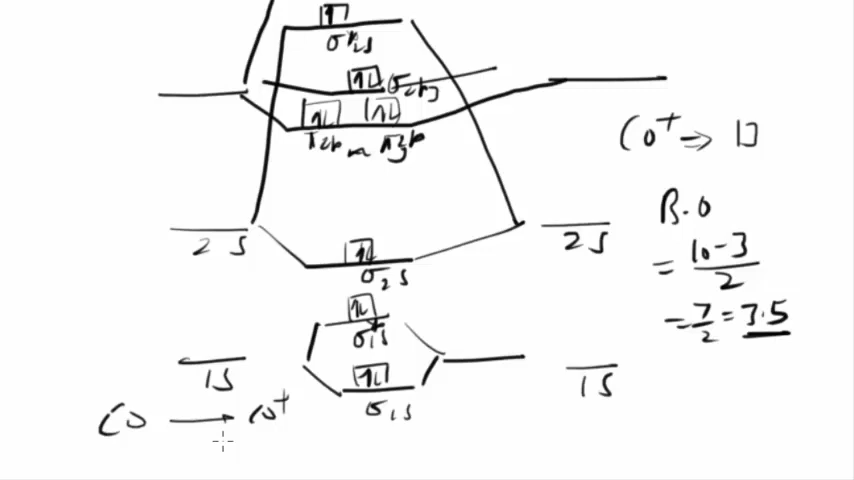 σ*2s
σ2p
π2p π2p
CO⁺ ⇒ 13
B.O
2s
2s
= 10-3/2
σ2s
= 7/2 = 3.5
σ*1s
1s
1s
CO → CO⁺
σ1s